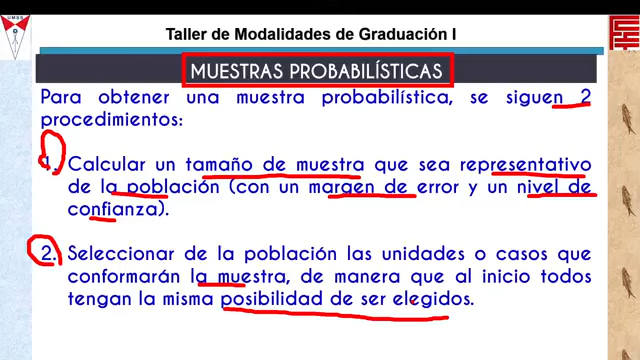 UMSS
Taller de Modalidades de Graduación I
MUESTRAS PROBABILÍSTICAS
Para obtener una muestra probabilística, se siguen 2
procedimientos:
1. Calcular un tamaño de muestra que sea representativo
de la población (con un margen de error y un nivel de
confianza).
2. Seleccionar de la población las unidades o casos que
conformarán la muestra, de manera que al inicio todos
tengan la misma posibilidad de ser elegidos.